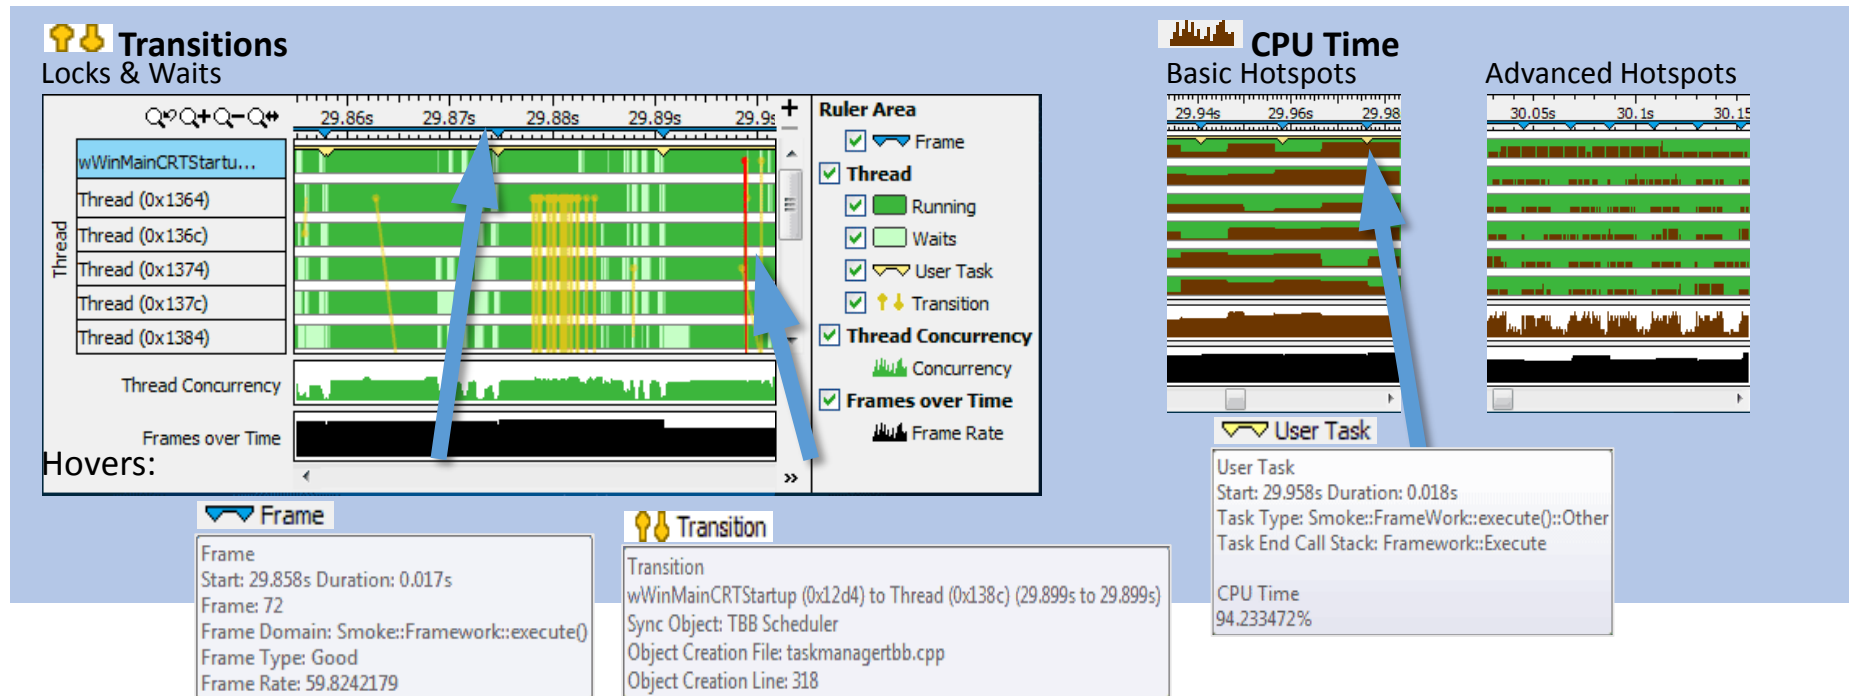 Transitions
Locks & Waits
29.86s 29.87s 29.88s 29.89s 29.9s
Thread
wWinMainCRTStartu...
Thread (0x1364)
Thread (0x136c)
Thread (0x1374)
Thread (0x137c)
Thread (0x1384)
Thread Concurrency
Frames over Time
Ruler Area
Frame
Thread
Running
Waits
User Task
Transition
Thread Concurrency
Concurrency
Frames over Time
Frame Rate
Hovers:
Frame
Frame
Start: 29.858s Duration: 0.017s
Frame: 72
Frame Domain: Smoke::Framework::execute()
Frame Type: Good
Frame Rate: 59.8242179
Transition
Transition
wWinMainCRTStartup (0x12d4) to Thread (0x138c) (29.899s to 29.899s)
Sync Object: TBB Scheduler
Object Creation File: taskmanagertbb.cpp
Object Creation Line: 318
CPU Time
Basic Hotspots
29.94s 29.96s 29.98
Advanced Hotspots
30.05s 30.1s 30.15
User Task
User Task
Start: 29.958s Duration: 0.018s
Task Type: Smoke::FrameWork::execute()::Other
Task End Call Stack: Framework::Execute
CPU Time
94.233472%